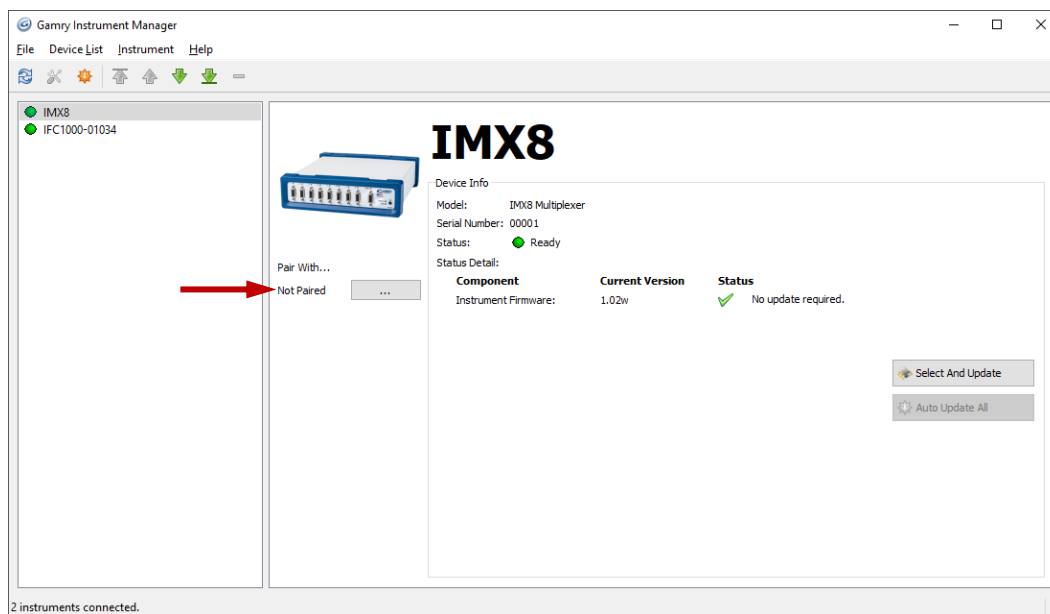 Gamry Instrument Manager
File Device List Instrument Help
IMX8
IFC1000-01034
IMX8
Device Info
Model: IMX8 Multiplexer
Serial Number: 00001
Status: Ready
Status Detail:
Component Current Version Status
Instrument Firmware: 1.02w No update required.
Pair With...
Not Paired ...
Select And Update
Auto Update All
2 instruments connected.